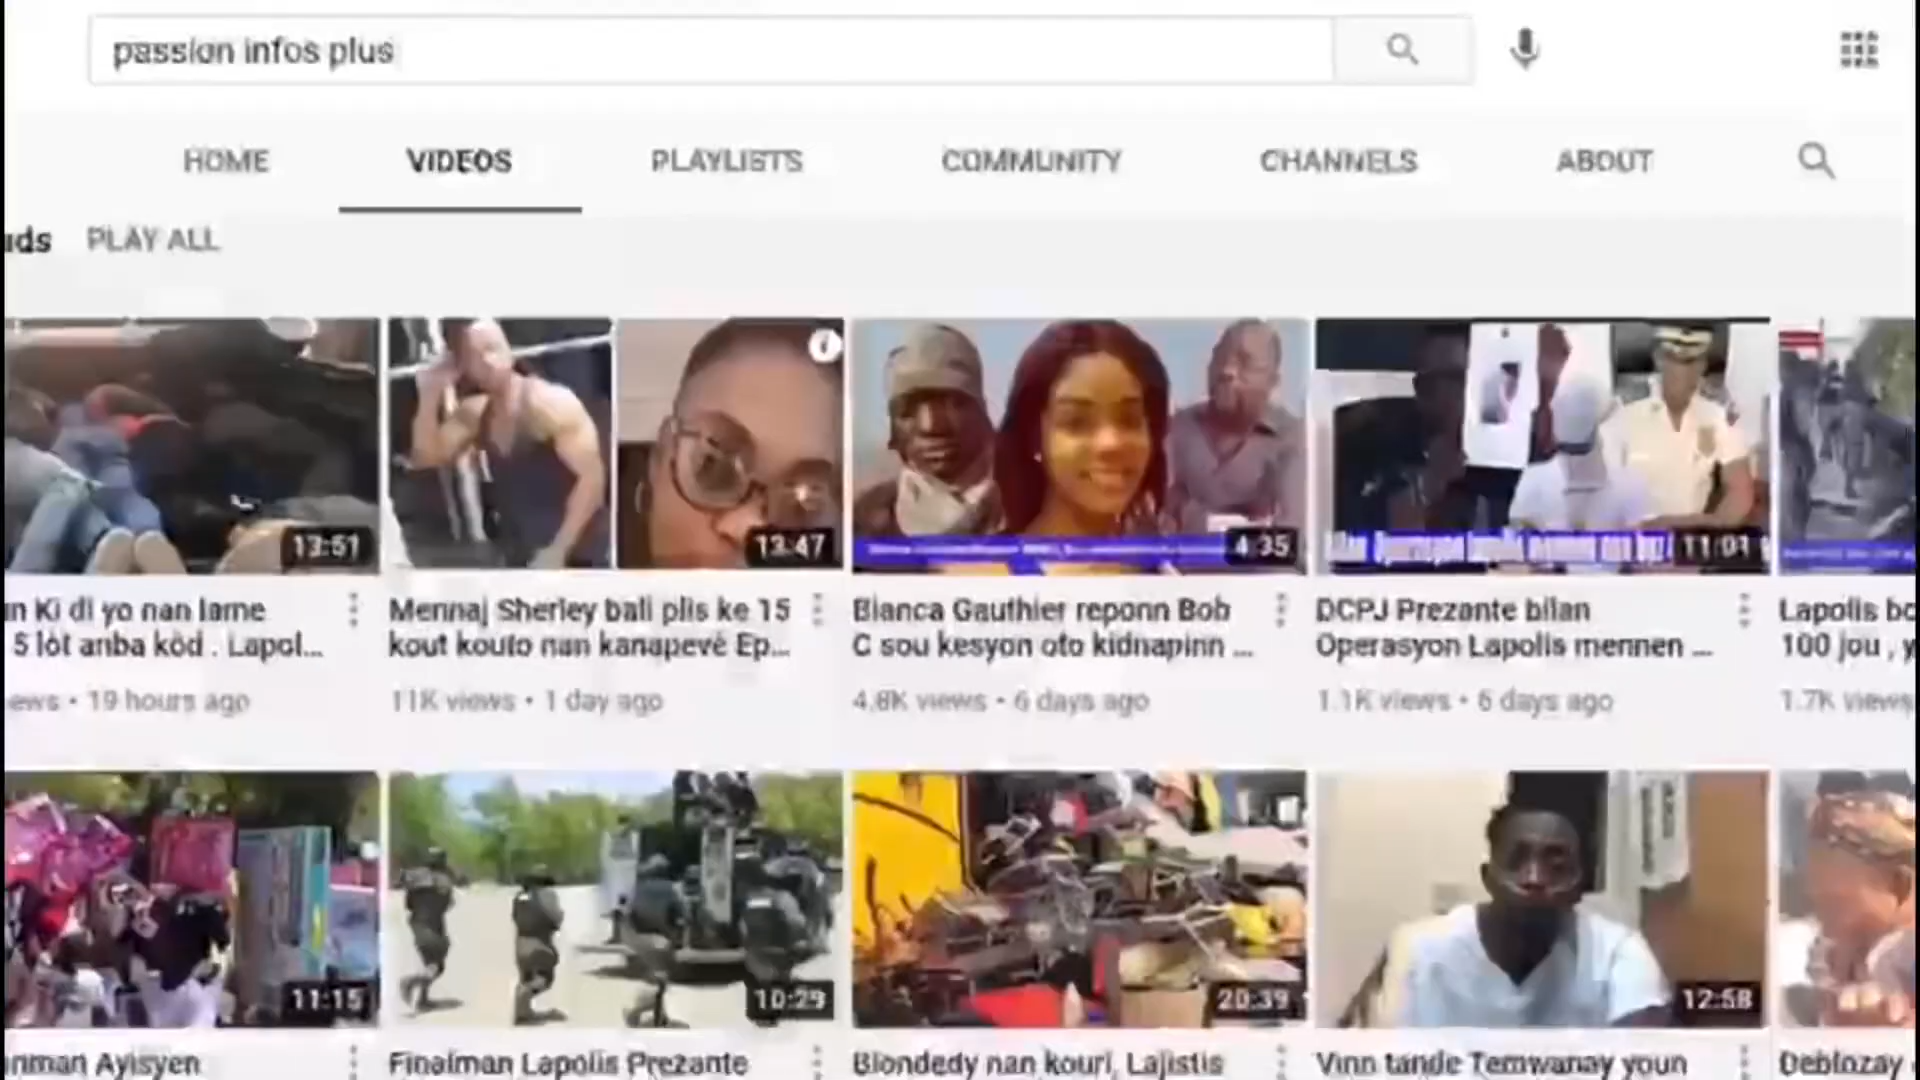 passion infos plus
HOME VIDEOS PLAYLISTS COMMUNITY CHANNELS ABOUT
PLAY ALL
13:51
13:47
4:35
11:01
Ki di yo nan lame
5 lòt anba kòd . Lapol...
19 hours ago
Mennaj Sherley bali plis ke 15
kout kouto nan kanapevè Ep...
11K views • 1 day ago
Bianca Gauthier reponn Bob
C sou kesyon oto kidnapinn ...
4.8K views • 6 days ago
DCPJ Prezante bilan
Operasyon Lapolis mennen ...
1.1K views • 6 days ago
Lapolis
100 jou ,
1.7K views
11:15
10:29
20:39
12:58
Ayisyen
Finalman Lapolis Prezante
Blondedy nan kouri, Lajistis
Vinn tande Temwanay youn
Deblozay